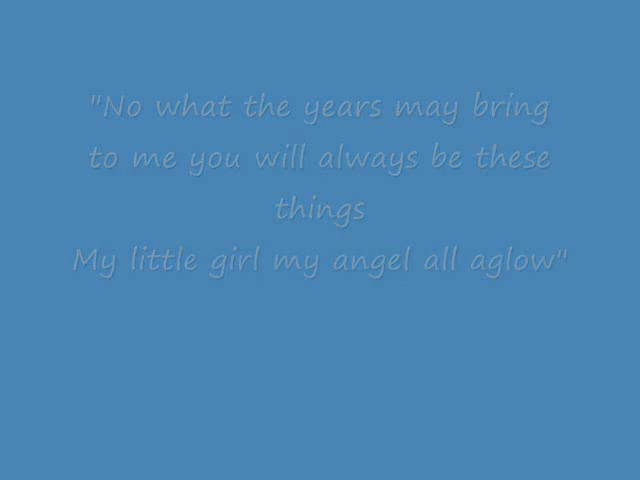 "No what the years may bring
to me you will always be these
things
My little girl my angel all aglow"